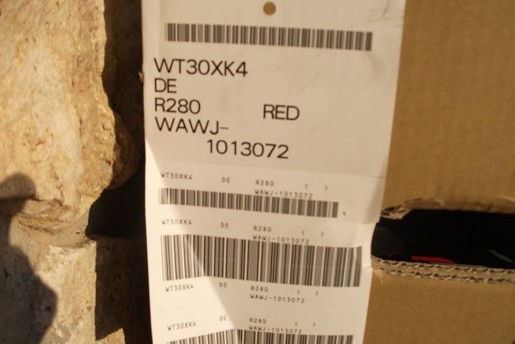 WT30XK4
DE
R280 RED
WAWJ-
1013072
WT30XK4 DE R280 ( )
WAWJ-1013072
WT30XK4 DE R280 ( )
WAWJ-1013072
WT30XK4 DE R280 ( )
WAWJ-1013072
WT30XK4 DE R280 ( )
WAWJ-1013072